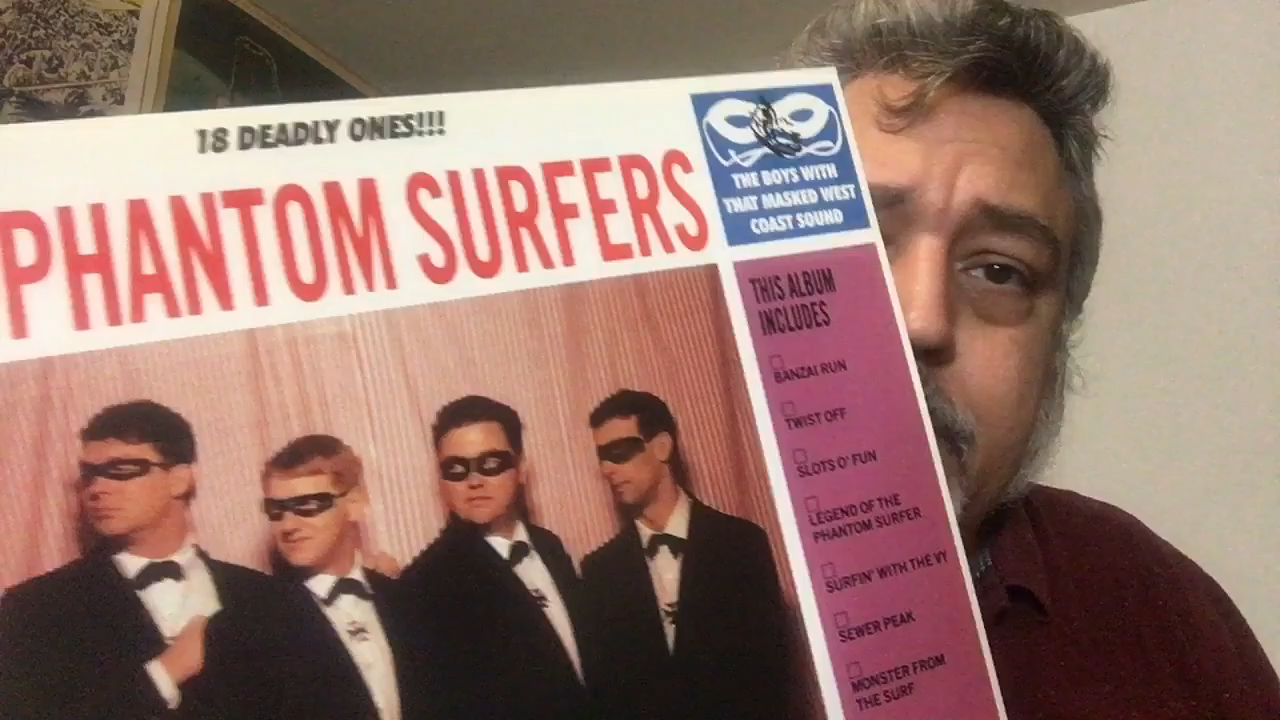 18 DEADLY ONES!!!
PHANTOM SURFERS
THE BOYS WITH
THAT MASKED WEST
COAST SOUND
THIS ALBUM
INCLUDES
BANZAI RUN
TWIST OFF
SLOTS O' FUN
LEGEND OF THE
PHANTOM SURFER
SURFIN' WITH THE VY
SEWER PEAK
MONSTER FROM
THE SURF